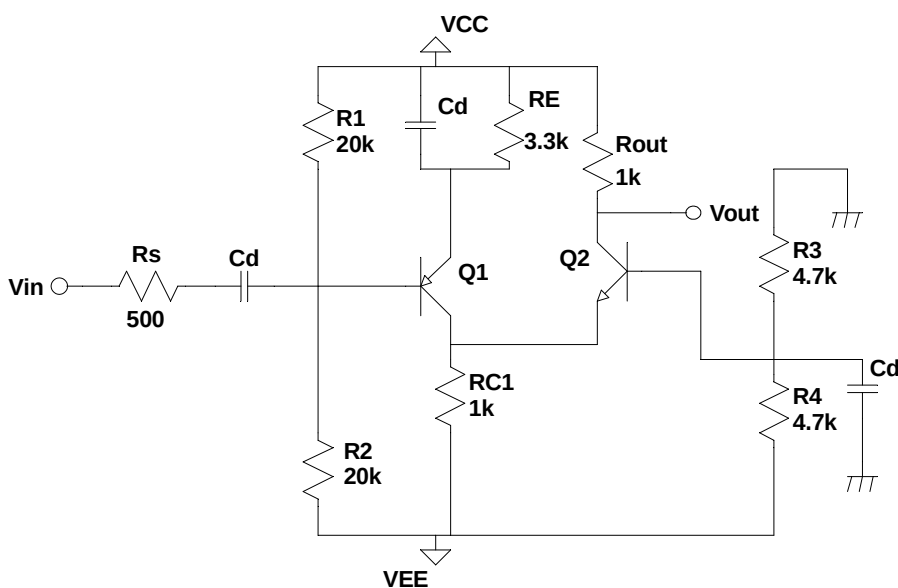 VCC
Cd
RE
3.3k
R1
20k
Rout
1k
Vout
R3
4.7k
Rs
Cd
Vin
500
Q1
Q2
Cd
RC1
1k
R4
4.7k
R2
20k
VEE